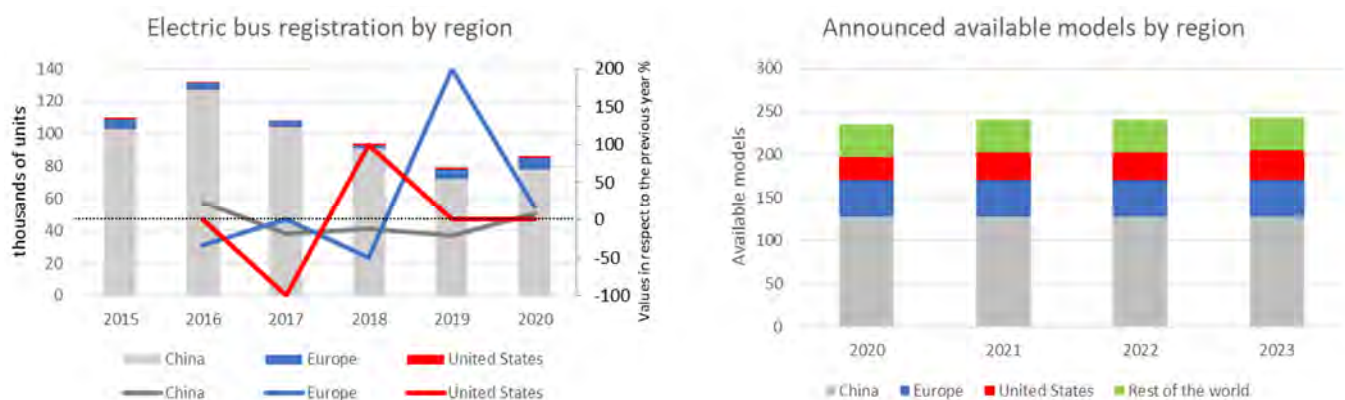 Electric bus registration by region
thousands of units
140
120
100
80
60
40
20
0
200
150
100
50
0
-50
-100
Values in respect to the previous year %
2015 2016 2017 2018 2019 2020
China Europe United States
China Europe United States
Announced available models by region
Available models
300
250
200
150
100
50
0
2020 2021 2022 2023
China Europe United States Rest of the world